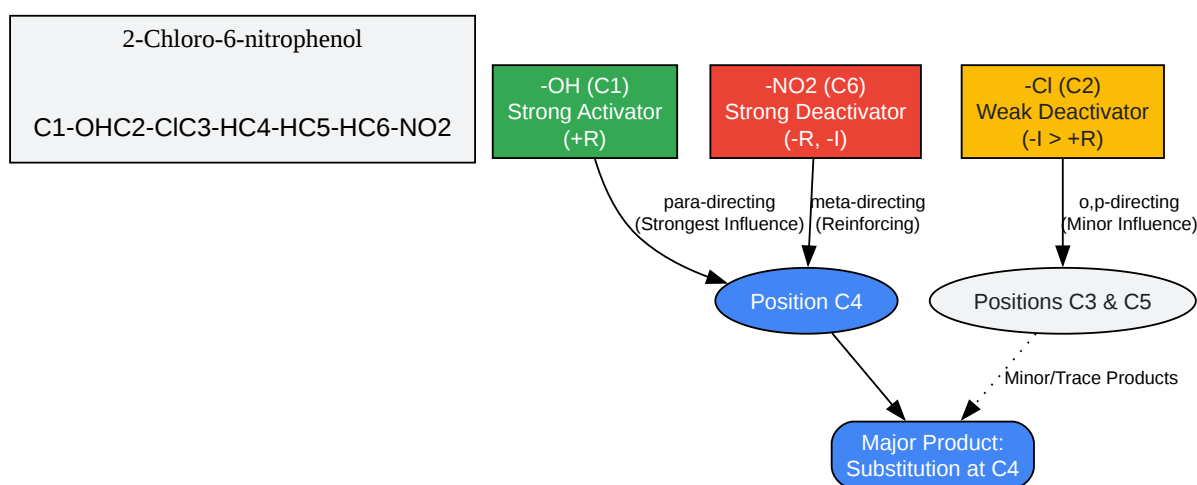 2-Chloro-6-nitrophenol
C1-OHC2-ClC3-HC4-HC5-HC6-NO2
-OH (C1)
Strong Activator
(+R)
-NO2 (C6)
Strong Deactivator
(-R, -I)
-Cl (C2)
Weak Deactivator
(-I > +R)
para-directing
(Strongest Influence)
meta-directing
(Reinforcing)
o,p-directing
(Minor Influence)
Position C4
Positions C3 & C5
Minor/Trace Products
Major Product:
Substitution at C4